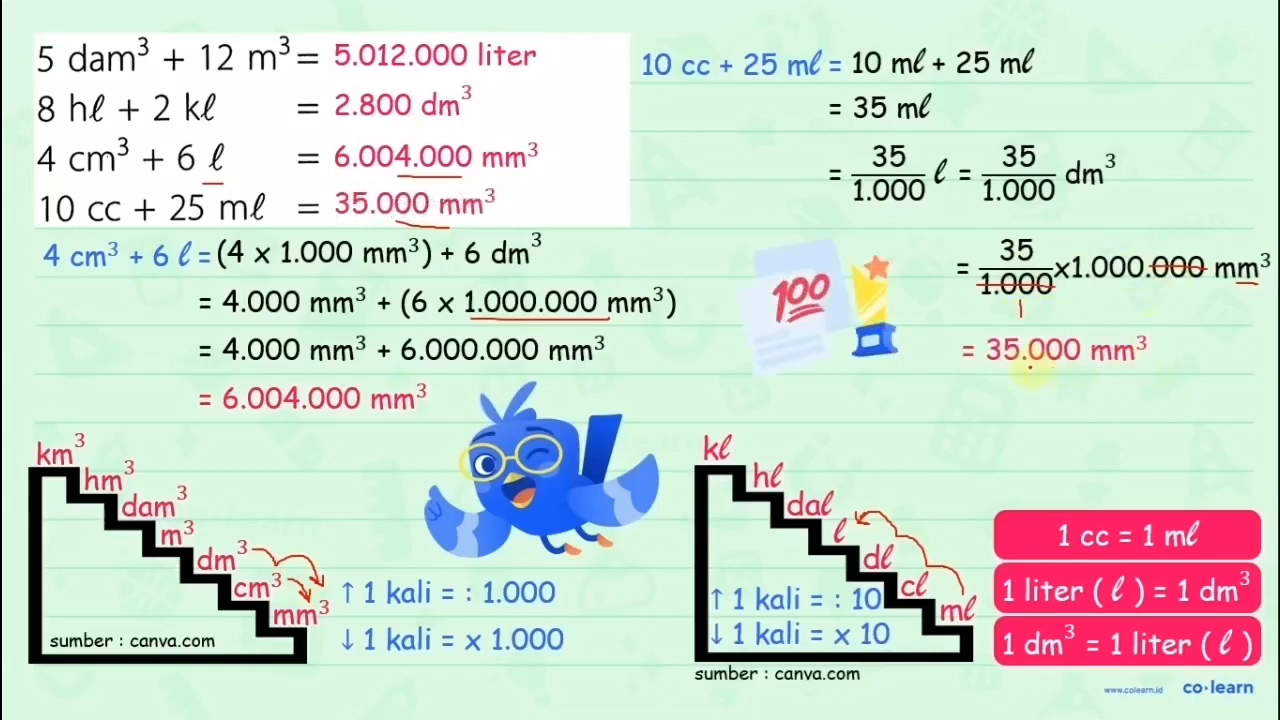 5 dam³ + 12 m³ = 5.012.000 liter
8 hℓ + 2 kℓ = 2.800 dm³
4 cm³ + 6 ℓ = 6.004.000 mm³
10 cc + 25 mℓ = 35.000 mm³
4 cm³ + 6 ℓ = (4 x 1.000 mm³) + 6 dm³
= 4.000 mm³ + (6 x 1.000.000 mm³)
= 4.000 mm³ + 6.000.000 mm³
= 6.004.000 mm³
10 cc + 25 mℓ = 10 mℓ + 25 mℓ
= 35 mℓ
= 35/1.000 ℓ = 35/1.000 dm³
= 35/1.000 x 1.000.000 mm³
1
= 35.000 mm³
100
km³
hm³
dam³
m³
dm³
cm³
mm³
sumber : canva.com
↑ 1 kali = : 1.000
↓ 1 kali = x 1.000
kℓ
hℓ
daℓ
ℓ
dℓ
cℓ
mℓ
↑ 1 kali = : 10
↓ 1 kali = x 10
sumber : canva.com
1 cc = 1 mℓ
1 liter ( ℓ ) = 1 dm³
1 dm³ = 1 liter ( ℓ )
www.colearn.id
co·learn